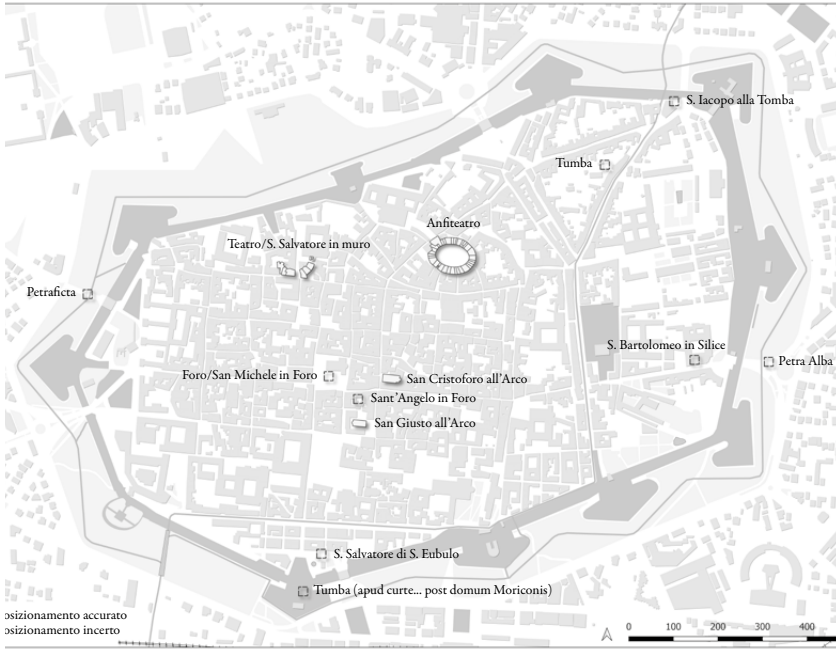 S. Iacopo alla Tomba
Tumba
Anfiteatro
Teatro/S. Salvatore in muro
Petraficta
S. Bartolomeo in Silice
Petra Alba
Foro/San Michele in Foro
San Cristoforo all'Arco
Sant'Angelo in Foro
San Giusto all'Arco
S. Salvatore di S. Eubulo
Tumba (apud curte... post domum Moriconis)
osizionamento accurato
osizionamento incerto
0 100 200 300 400